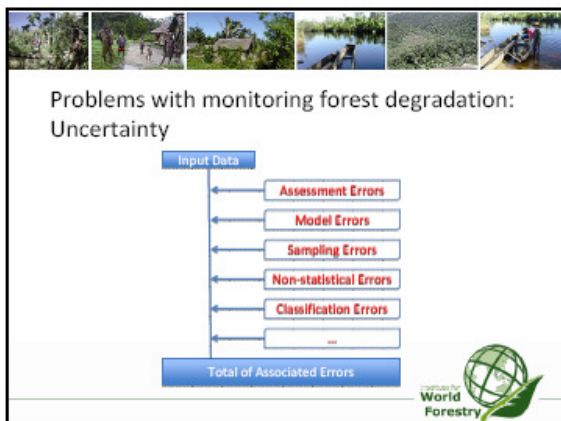 Problems with monitoring forest degradation:
Uncertainty
Input Data
Assessment Errors
Model Errors
Sampling Errors
Non-statistical Errors
Classification Errors
...
Total of Associated Errors
Institute for
World
Forestry